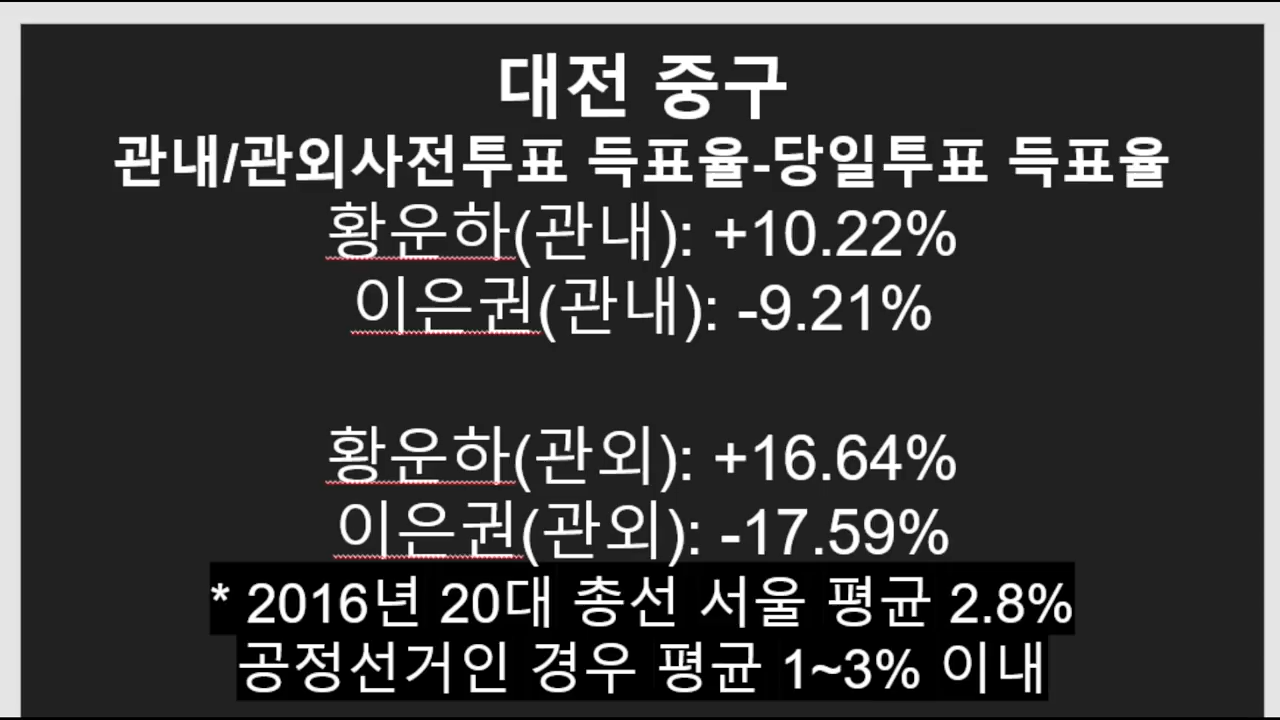 대전 중구
관내/관외사전투표 득표율-당일투표 득표율
황운하(관내): +10.22%
이은권(관내): -9.21%
황운하(관외): +16.64%
이은권(관외): -17.59%
* 2016년 20대 총선 서울 평균 2.8%
공정선거인 경우 평균 1~3% 이내